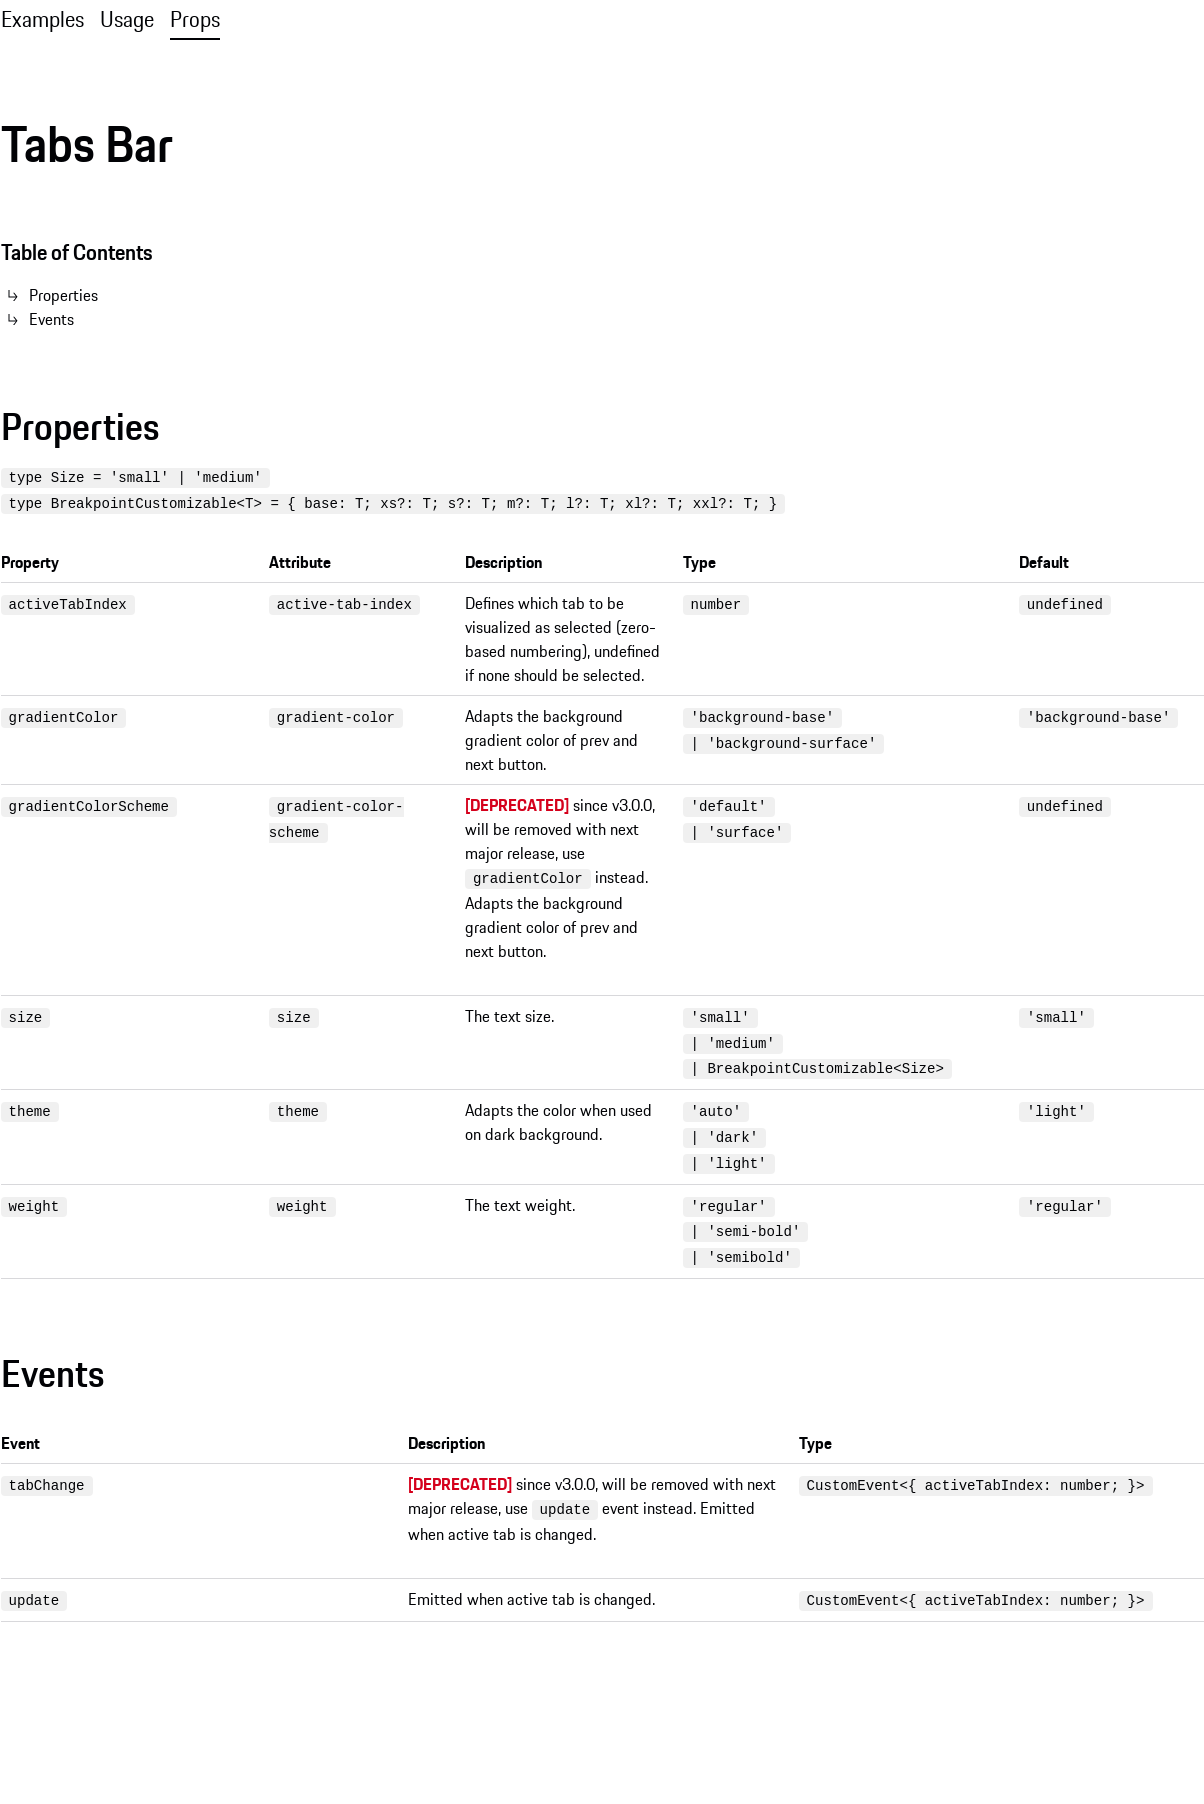 Examples Usage Props
Tabs Bar
Table of Contents
Properties
Events
Properties
type Size = 'small' | 'medium'
type BreakpointCustomizable<T> = { base: T; xs?: T; s?: T; m?: T; l?: T; xl?: T; xxl?: T; }
Property Attribute Description Type Default
activeTabIndex active-tab-index Defines which tab to be number undefined
visualized as selected (zero-
based numbering), undefined
if none should be selected.
gradientColor gradient-color Adapts the background 'background-base' 'background-base'
gradient color of prev and | 'background-surface'
next button.
gradientColorScheme gradient-color- [DEPRECATED] since v3.0.0, 'default' undefined
scheme will be removed with next | 'surface'
major release, use
gradientColor instead.
Adapts the background
gradient color of prev and
next button.
size size The text size. 'small' 'small'
| 'medium'
| BreakpointCustomizable<Size>
theme theme Adapts the color when used 'auto' 'light'
on dark background. | 'dark'
| 'light'
weight weight The text weight. 'regular' 'regular'
| 'semi-bold'
| 'semibold'
Events
Event Description Type
tabChange [DEPRECATED] since v3.0.0, will be removed with next CustomEvent<{ activeTabIndex: number; }>
major release, use update event instead. Emitted
when active tab is changed.
update Emitted when active tab is changed. CustomEvent<{ activeTabIndex: number; }>